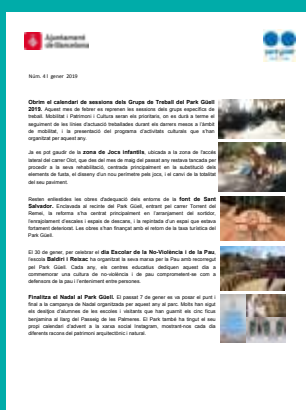 Ajuntament
de Barcelona
park güell
Núm. 4 I gener 2019
Obrim el calendari de sessions dels Grups de Treball del Park Güell
2019. Aquest mes de febrer es reprenen les sessions dels grups específics de
treball. Mobilitat i Patrimoni i Cultura seran els prioritaris, on es durà a terme el
seguiment de les línies d'actuació treballades durant els darrers mesos a l'àmbit
de mobilitat, i la presentació del programa d'activitats culturals que s'han
organitzat per aquest any.
Ja es pot gaudir de la zona de Jocs infantils, ubicada a la zona de l'accés
lateral del carrer Olot, que des del mes de maig del passat any restava tancada per
procedir a la seva rehabilitació, centrada principalment en la substitució dels
elements de fusta, el disseny d'un nou perímetre pels jocs, i el canvi de la totalitat
del seu paviment.
Resten enllestides les obres d'adequació dels entorns de la font de Sant
Salvador. Enclavada al recinte del Park Güell, entrant pel carrer Torrent del
Remei, la reforma s'ha centrat principalment en l'arranjament del sortidor,
l'enrajolament d'escales i espais de descans, i la repintada d'un espai que estava
fortament deteriorat. Les obres s'han finançat amb el retorn de la taxa turística del
Park Güell.
El 30 de gener, per celebrar el dia Escolar de la No-Violència i de la Pau,
l'escola Baldiri i Reixac ha organitzat la seva marxa per la Pau amb recorregut
pel Park Güell. Cada any, els centres educatius dediquen aquest dia a
commemorar una cultura de no-violència i de pau comprometent-se com a
defensors de la pau i l'enteniment entre persones.
Finalitza el Nadal al Park Güell. El passat 7 de gener es va posar el punt i
final a la campanya de Nadal organitzada per aquest any al parc. Molts han sigut
els desitjos d'alumnes de les escoles i visitants que han guarnit els cinc ficus
benjamina al llarg del Passeig de les Palmeres. El Park també ha tingut el seu
propi calendari d'advent a la xarxa social Instagram, mostrant-nos cada dia
diferents racons del patrimoni arquitectònic i natural.